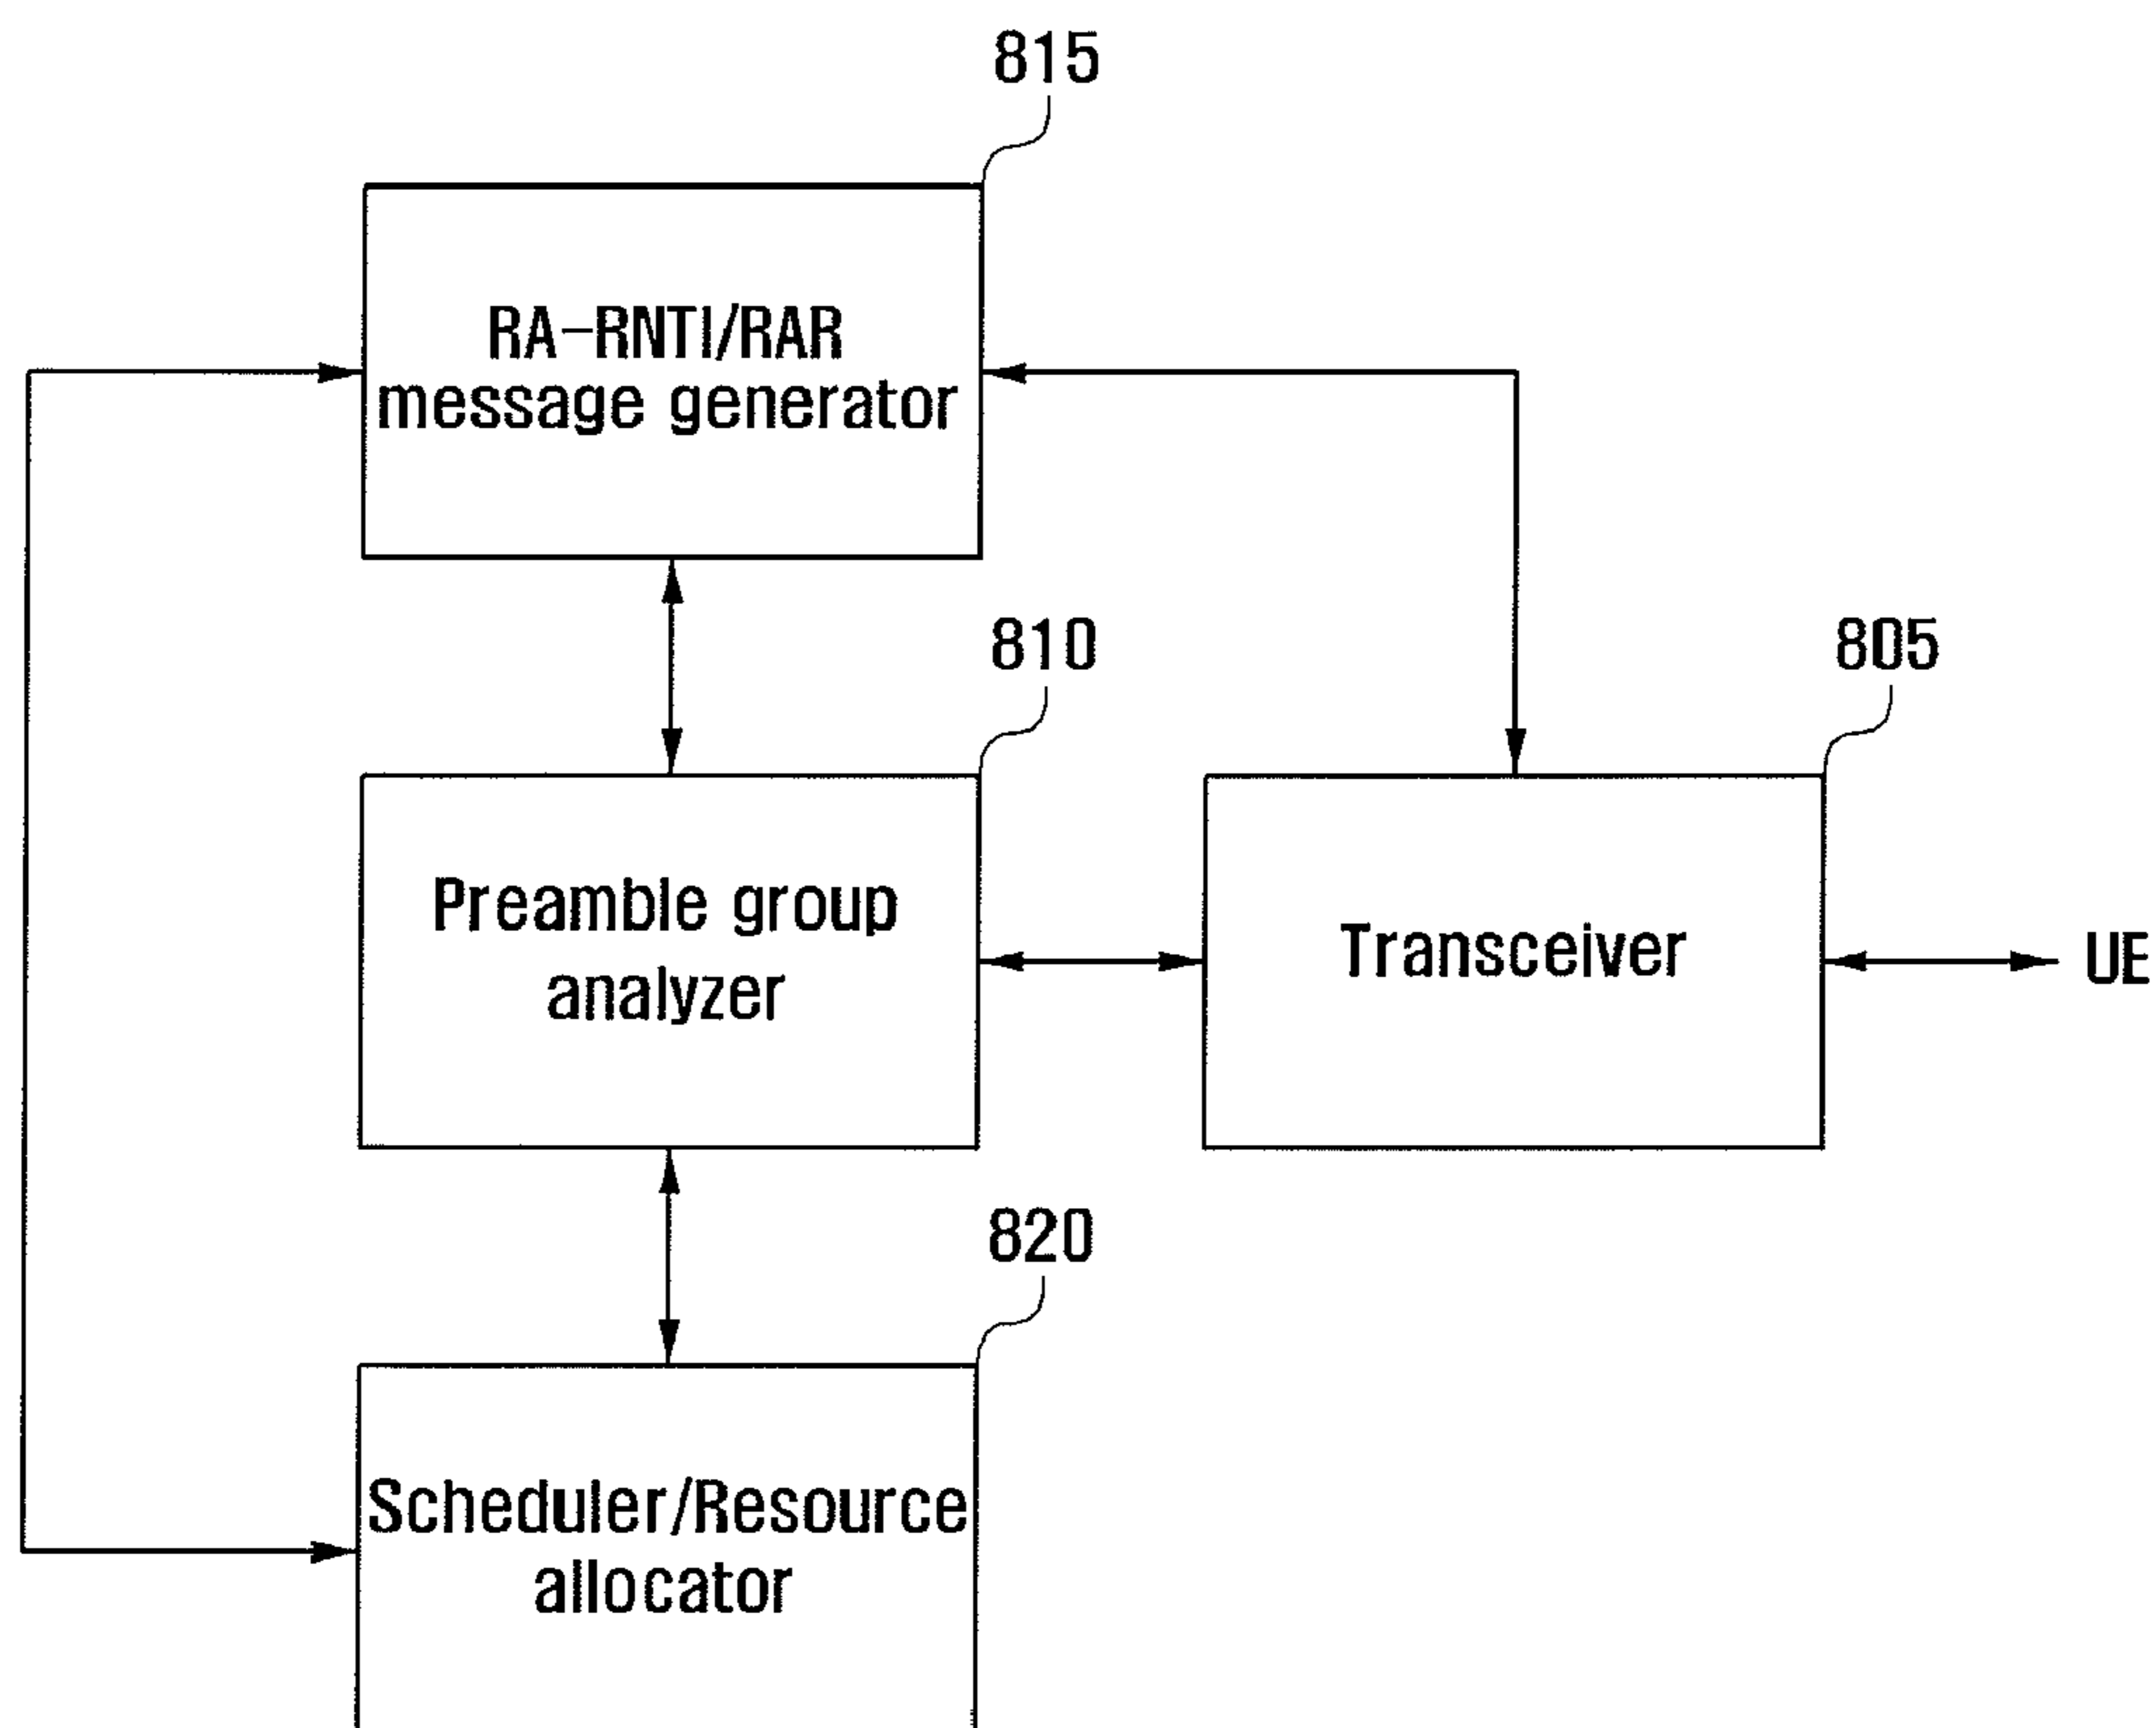 815
RA-RNTI/RAR
message generator
810
805
Preamble group
analyzer
Transceiver
UE
820
Scheduler/Resource
allocator